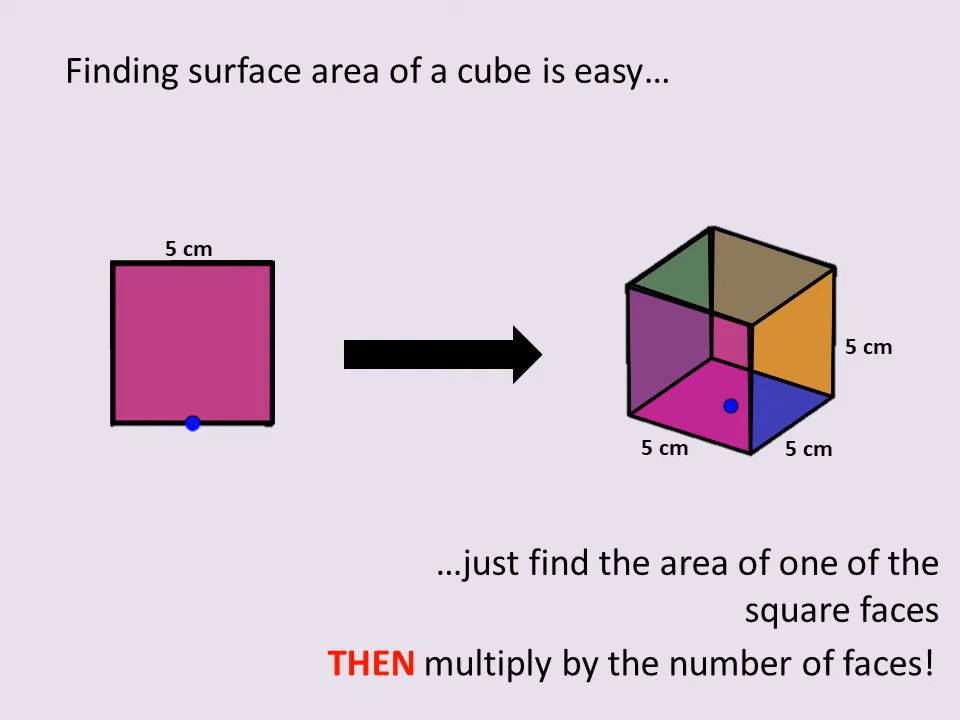 Finding surface area of a cube is easy…
5 cm
5 cm
5 cm
5 cm
…just find the area of one of the
square faces
THEN multiply by the number of faces!